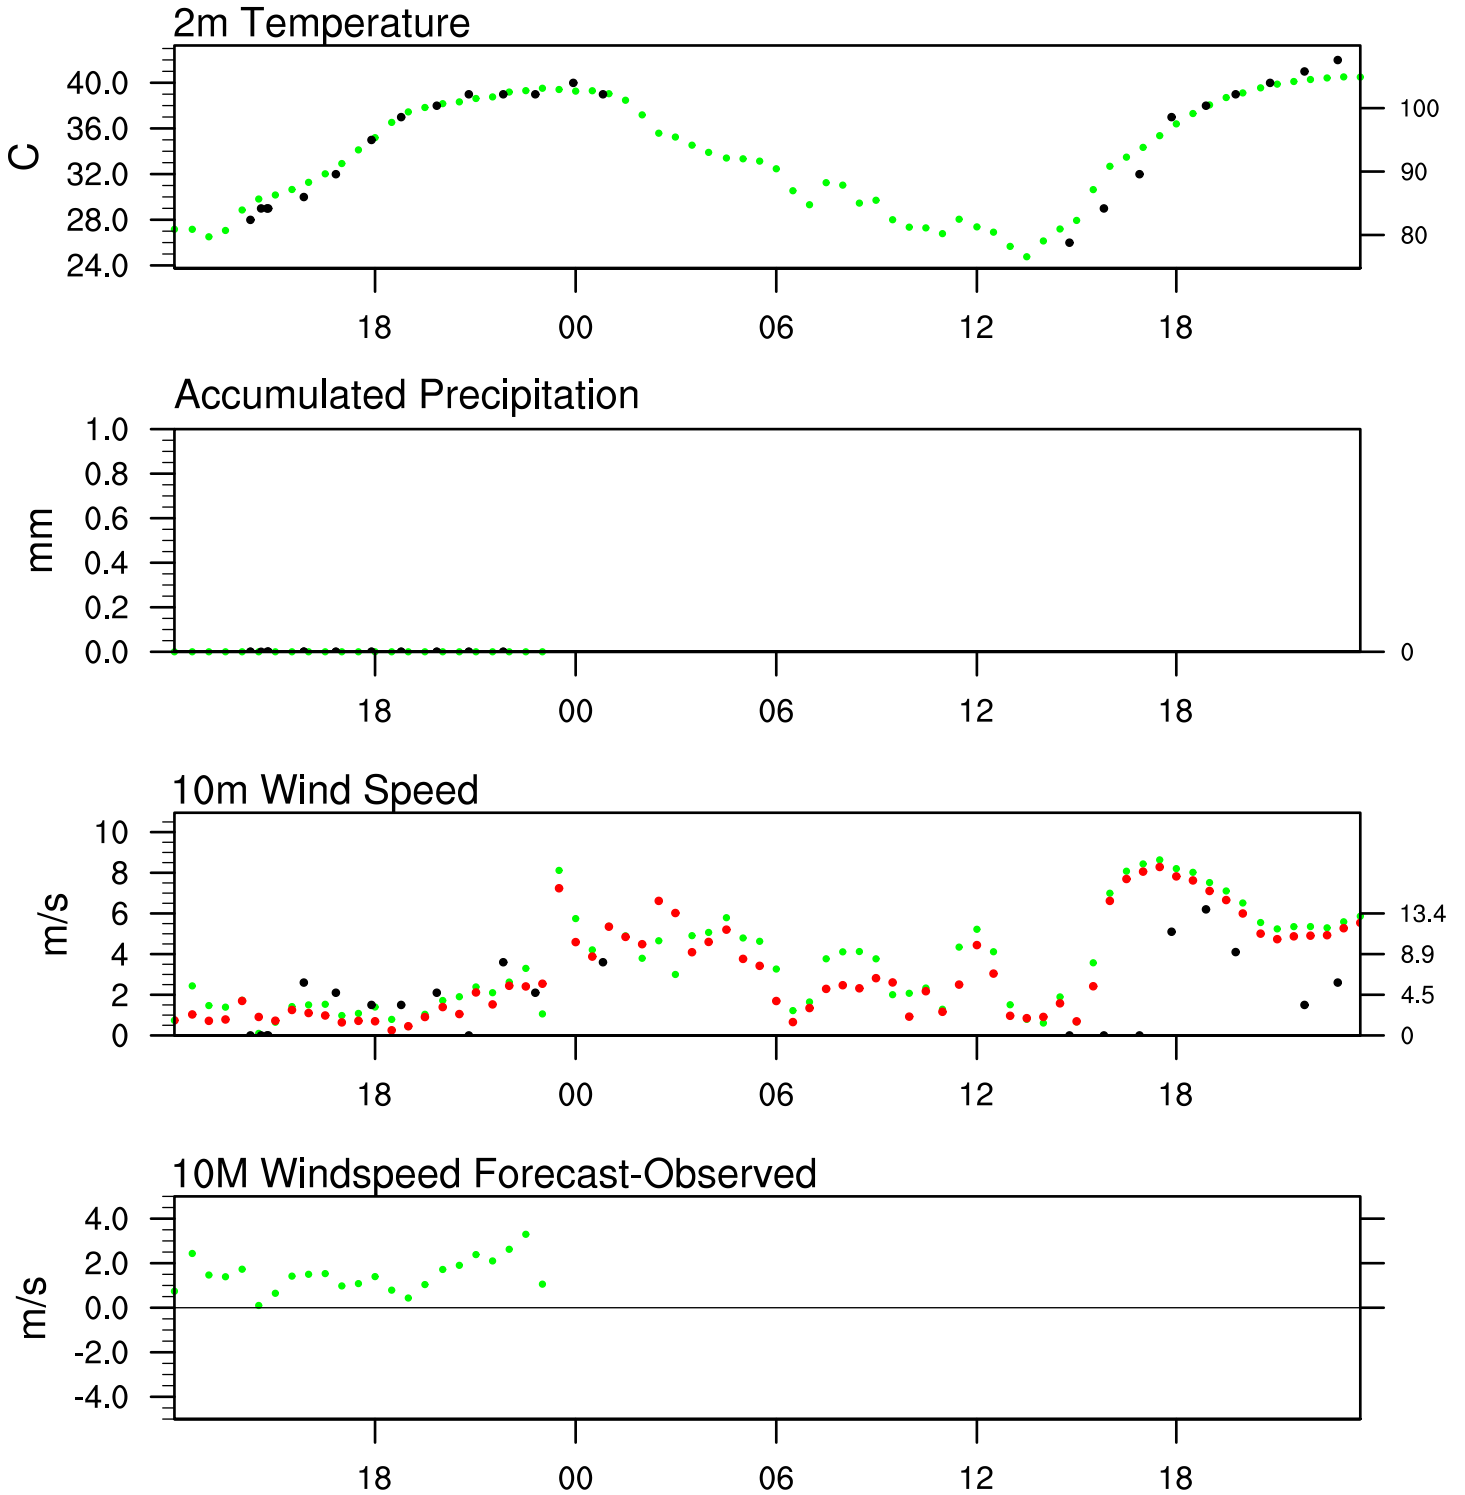 2m Temperature
C
40.0
36.0
32.0
28.0
24.0
100
90
80
18 00 06 12 18
Accumulated Precipitation
mm
1.0
0.8
0.6
0.4
0.2
0.0
0
18 00 06 12 18
10m Wind Speed
m/s
10
8
6
4
2
0
13.4
8.9
4.5
0
18 00 06 12 18
10M Windspeed Forecast-Observed
m/s
4.0
2.0
0.0
-2.0
-4.0
18 00 06 12 18